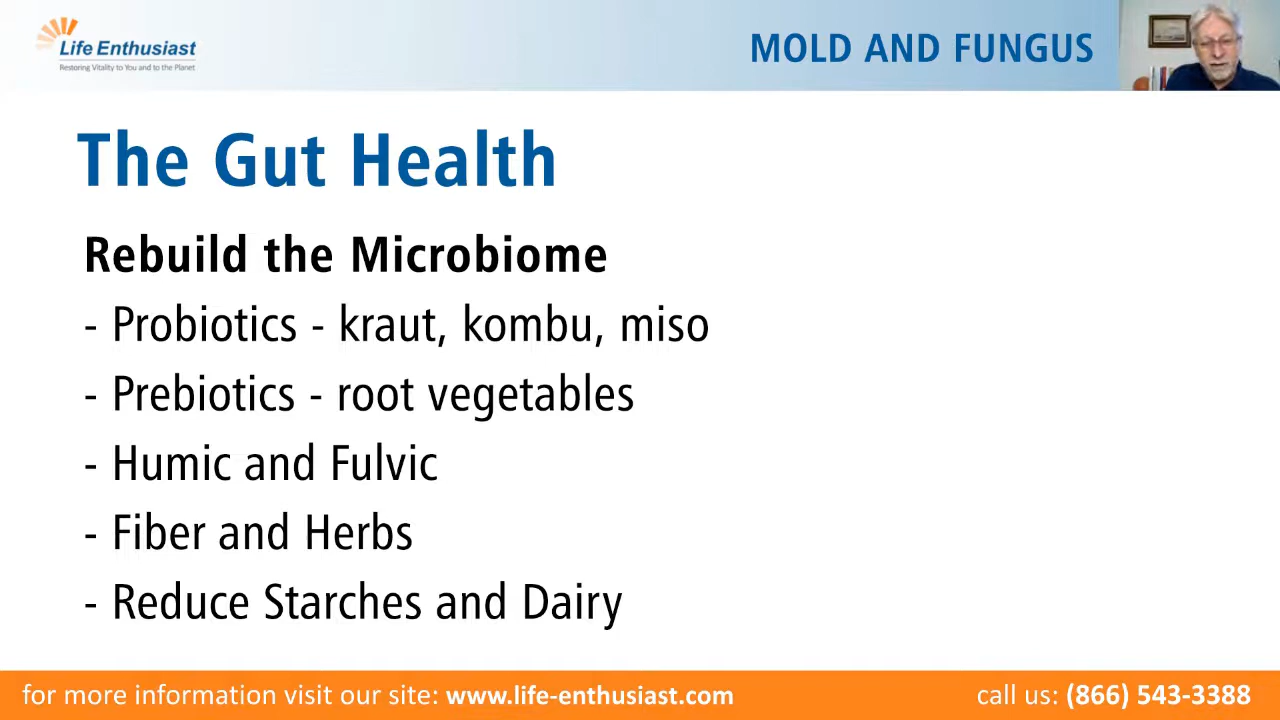 Life Enthusiast
Restoring Vitality to You and to the Planet
MOLD AND FUNGUS
The Gut Health
Rebuild the Microbiome
- Probiotics - kraut, kombu, miso
- Prebiotics - root vegetables
- Humic and Fulvic
- Fiber and Herbs
- Reduce Starches and Dairy
for more information visit our site: www.life-enthusiast.com
call us: (866) 543-3388